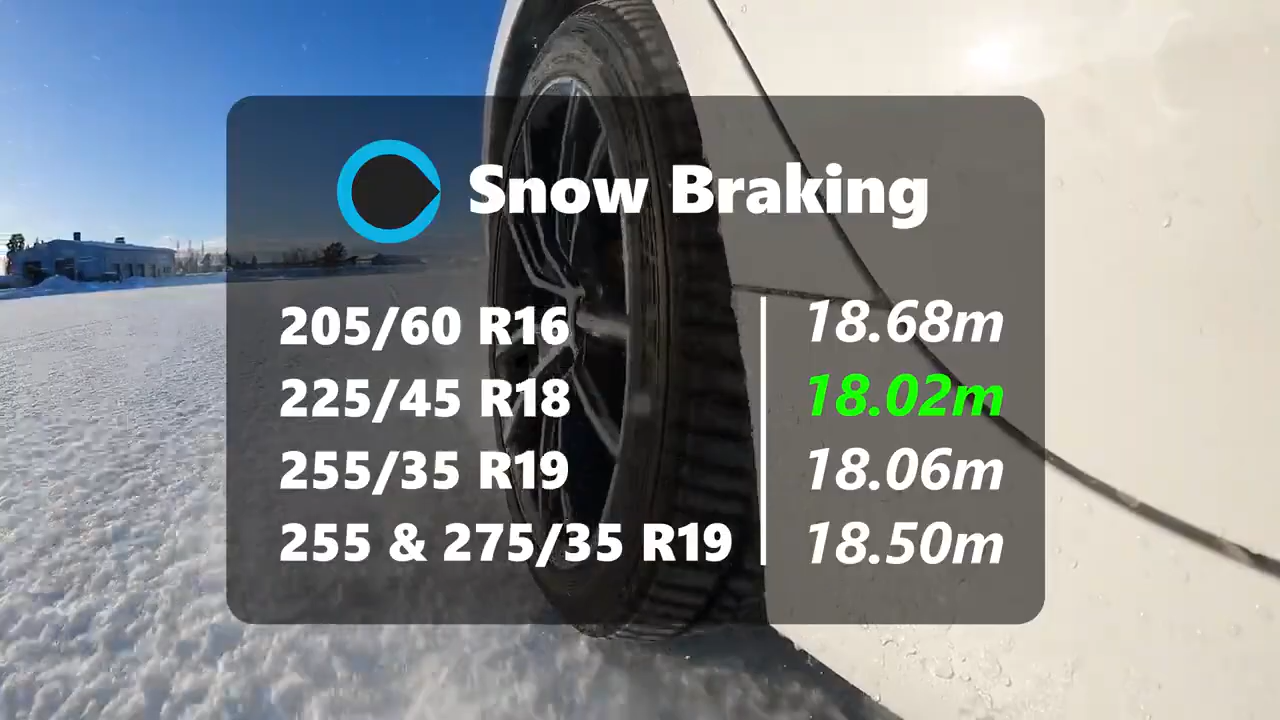 Snow Braking
205/60 R16 18.68m
225/45 R18 18.02m
255/35 R19 18.06m
255 & 275/35 R19 18.50m